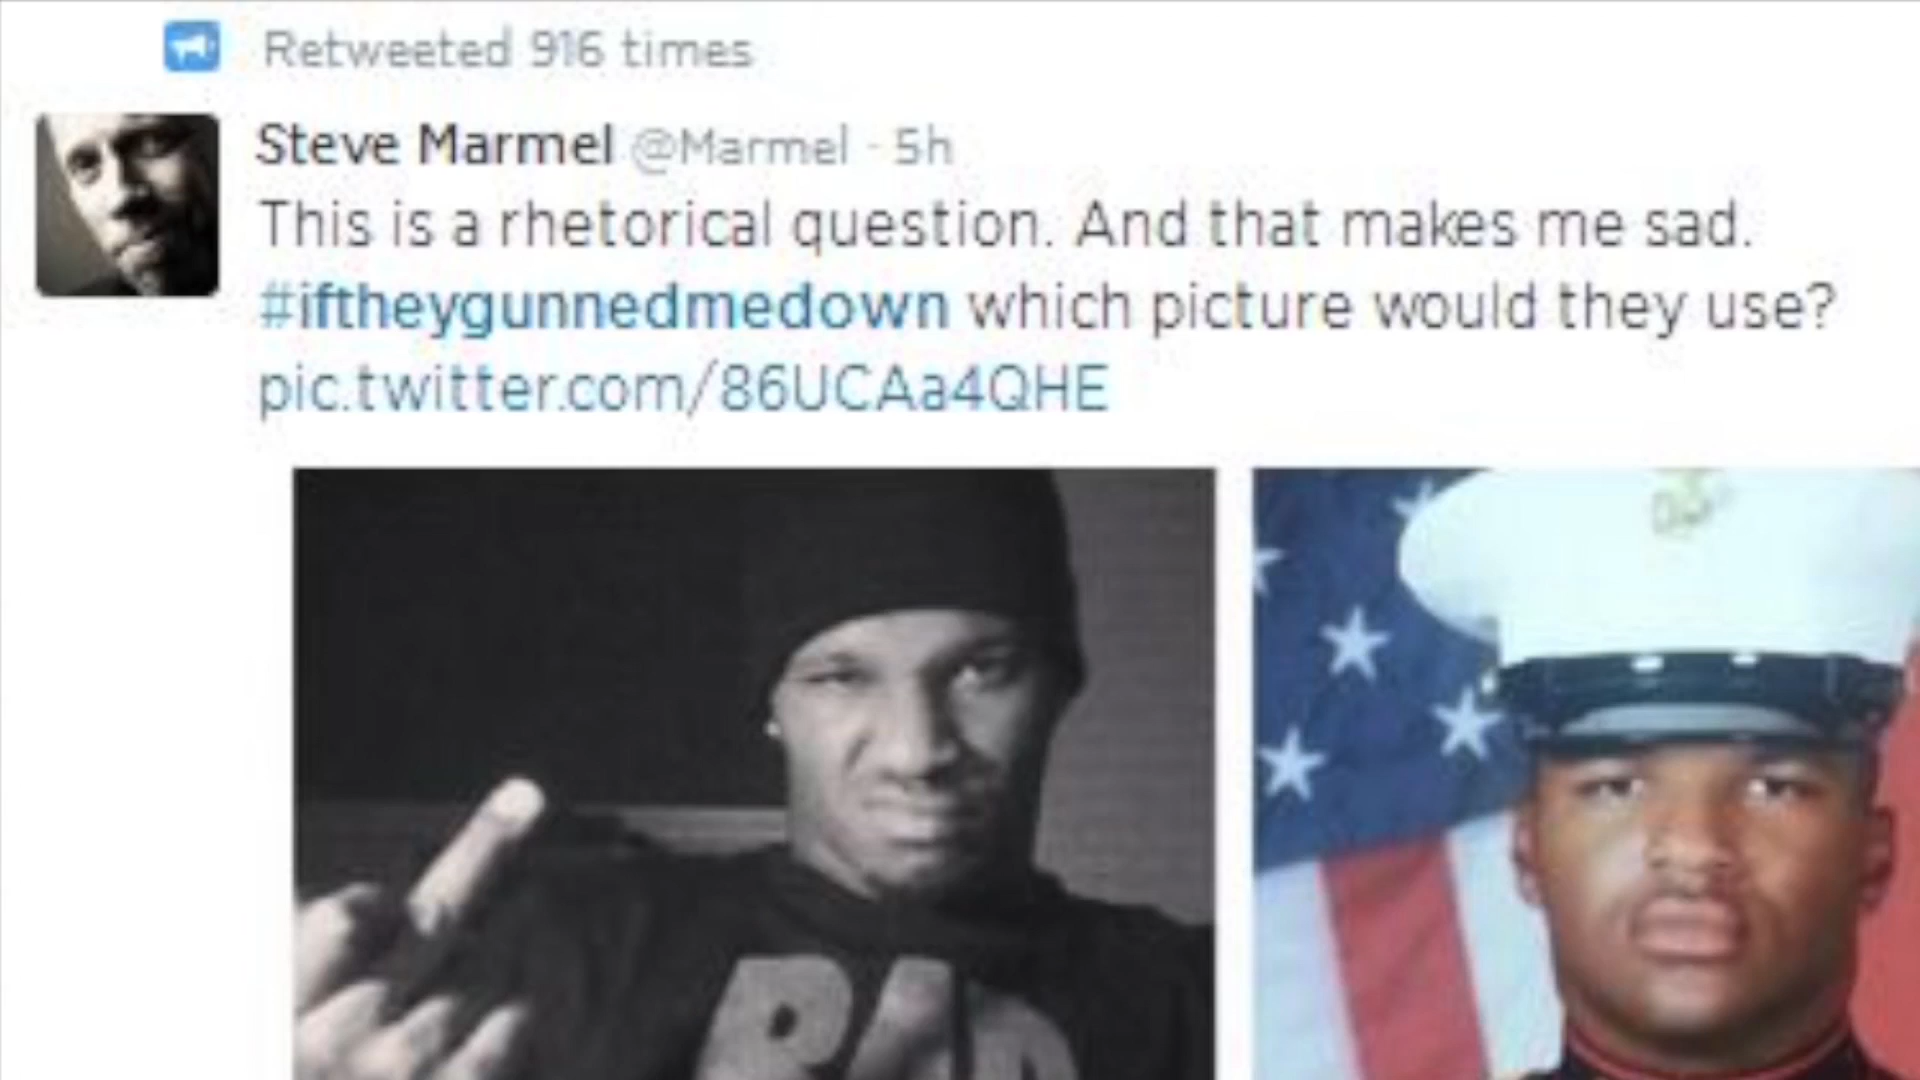 Retweeted 916 times
Steve Marmel @Marmel · 5h
This is a rhetorical question. And that makes me sad.
#iftheygunnedmedown which picture would they use?
pic.twitter.com/86UCAa4QHE
BAD